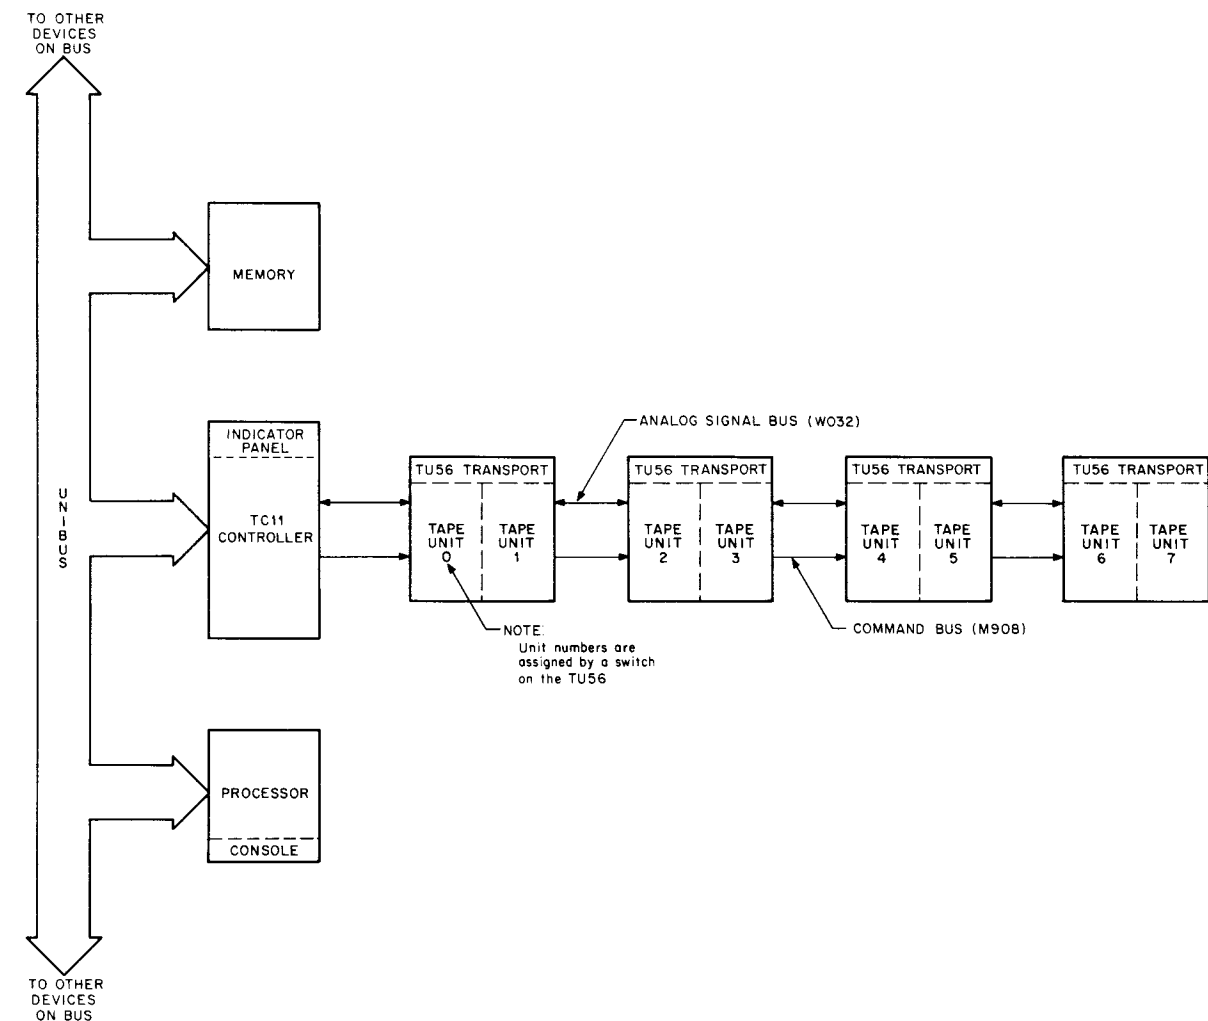 TO OTHER
DEVICES
ON BUS
MEMORY
UNIBUS
INDICATOR
PANEL
TC11
CONTROLLER
ANALOG SIGNAL BUS (W032)
TU56 TRANSPORT
TAPE
UNIT
0
TAPE
UNIT
1
TU56 TRANSPORT
TAPE
UNIT
2
TAPE
UNIT
3
TU56 TRANSPORT
TAPE
UNIT
4
TAPE
UNIT
5
TU56 TRANSPORT
TAPE
UNIT
6
TAPE
UNIT
7
NOTE:
Unit numbers are
assigned by a switch
on the TU56
COMMAND BUS (M908)
PROCESSOR
CONSOLE
TO OTHER
DEVICES
ON BUS